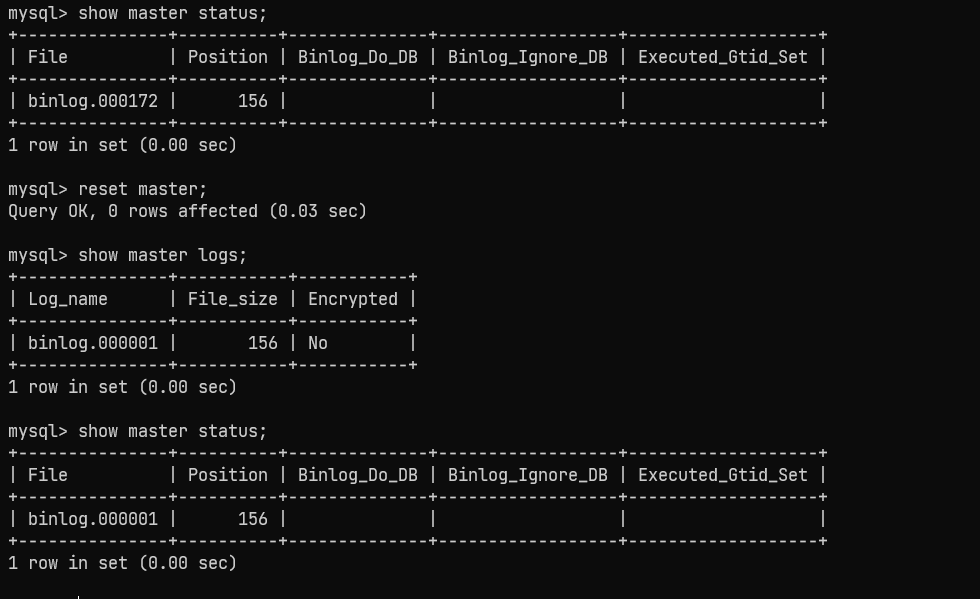 mysql> show master status;
+---------------+----------+--------------+------------------+-------------------+
| File          | Position | Binlog_Do_DB | Binlog_Ignore_DB | Executed_Gtid_Set |
+---------------+----------+--------------+------------------+-------------------+
| binlog.000172 |      156 |              |                  |                   |
+---------------+----------+--------------+------------------+-------------------+
1 row in set (0.00 sec)
mysql> reset master;
Query OK, 0 rows affected (0.03 sec)
mysql> show master logs;
+---------------+-----------+-----------+
| Log_name      | File_size | Encrypted |
+---------------+-----------+-----------+
| binlog.000001 |       156 | No        |
+---------------+-----------+-----------+
1 row in set (0.00 sec)
mysql> show master status;
+---------------+----------+--------------+------------------+-------------------+
| File          | Position | Binlog_Do_DB | Binlog_Ignore_DB | Executed_Gtid_Set |
+---------------+----------+--------------+------------------+-------------------+
| binlog.000001 |      156 |              |                  |                   |
+---------------+----------+--------------+------------------+-------------------+
1 row in set (0.00 sec)